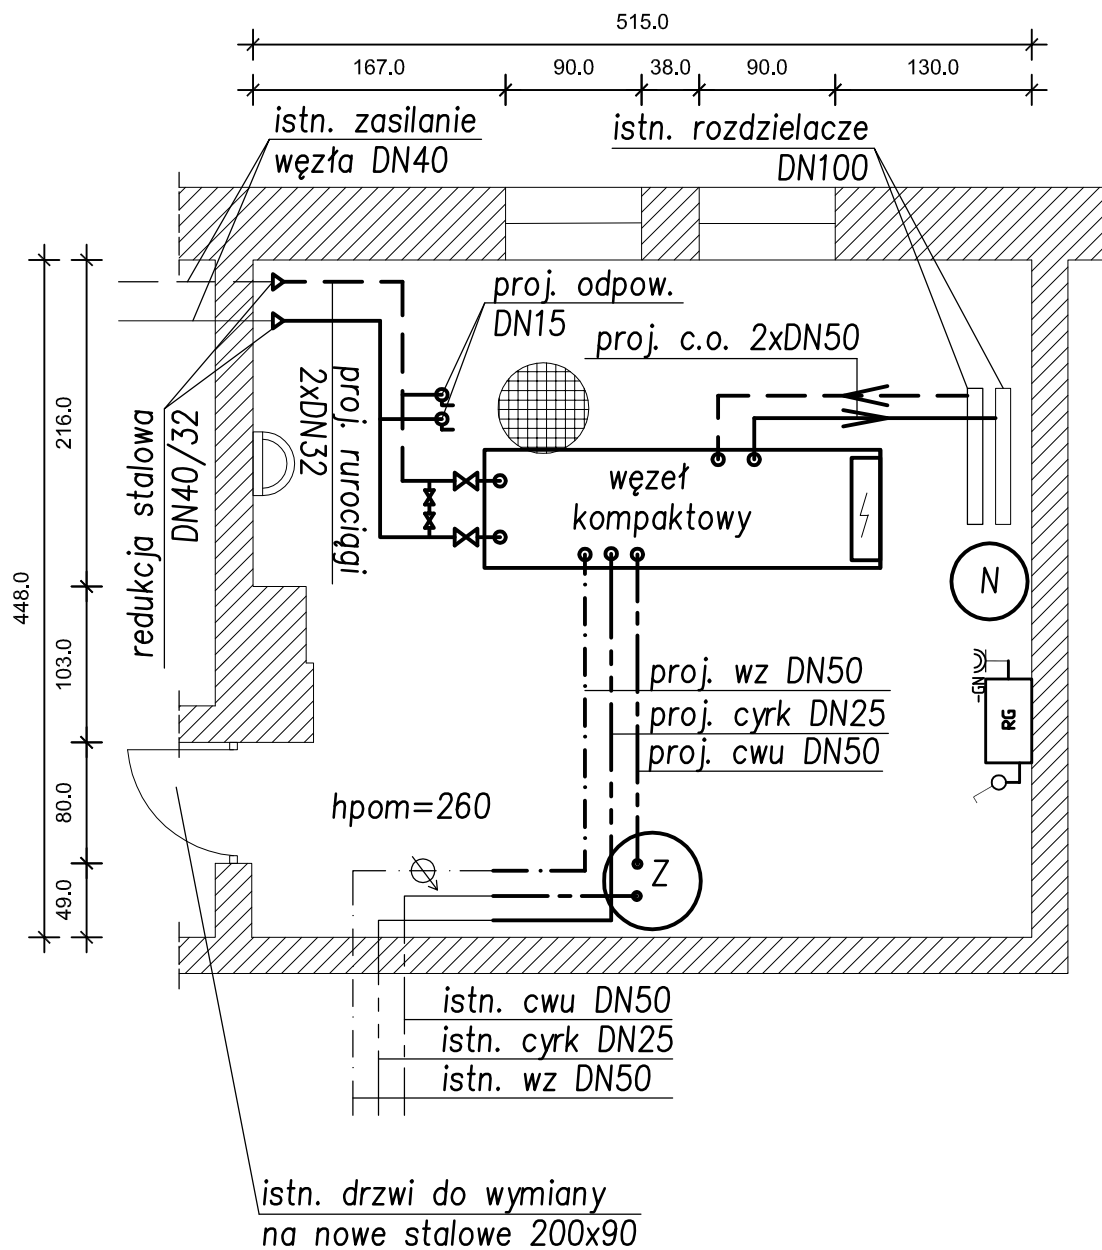 515.0
167.0
90.0
38.0
90.0
130.0
istn. zasilanie
węzła DN40
istn. rozdzielacze
DN100
proj. odpow.
DN15
proj. c.o. 2xDN50
448.0
216.0
103.0
80.0
49.0
redukcja stalowa
DN40/32
proj. rurociągi
2xDN32
węzeł
kompaktowy
N
-GN
RG
proj. wz DN50
proj. cyrk DN25
proj. cwu DN50
hpom=260
Z
istn. cwu DN50
istn. cyrk DN25
istn. wz DN50
istn. drzwi do wymiany
na nowe stalowe 200x90